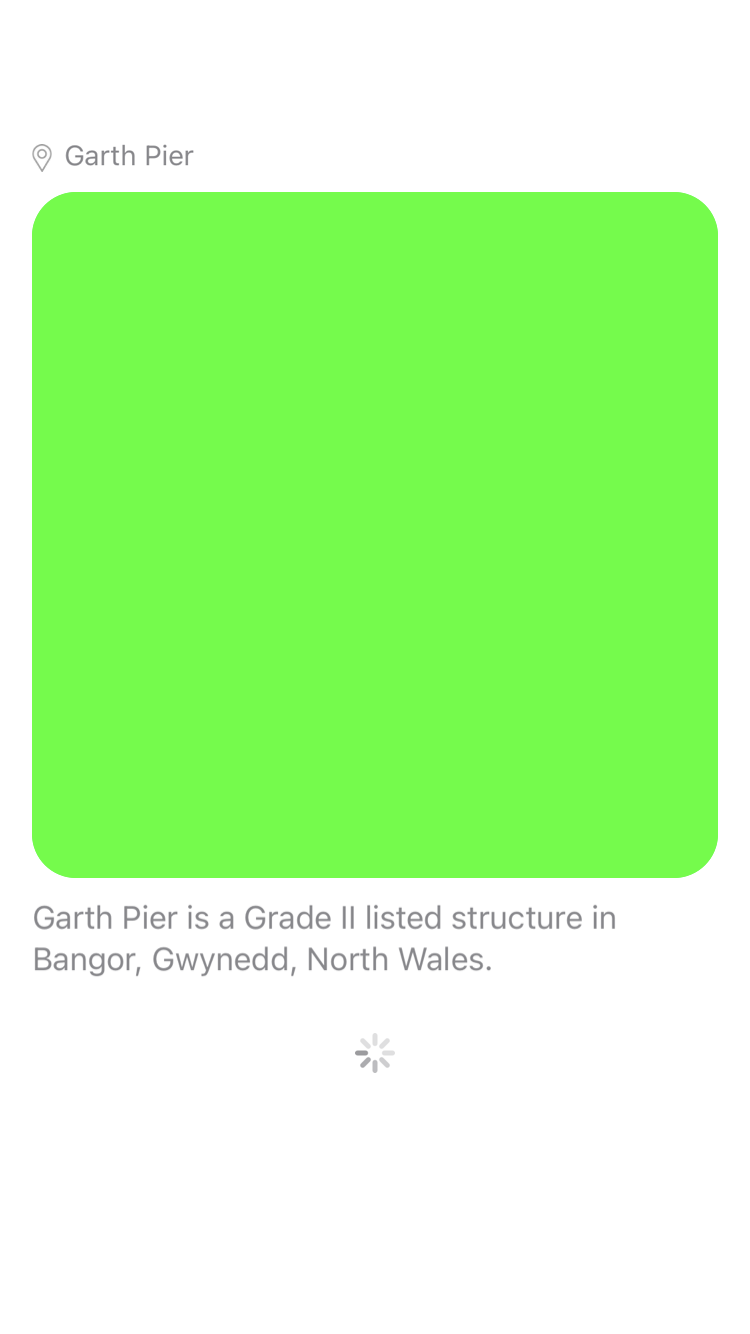 Garth Pier
Garth Pier is a Grade II listed structure in
Bangor, Gwynedd, North Wales.